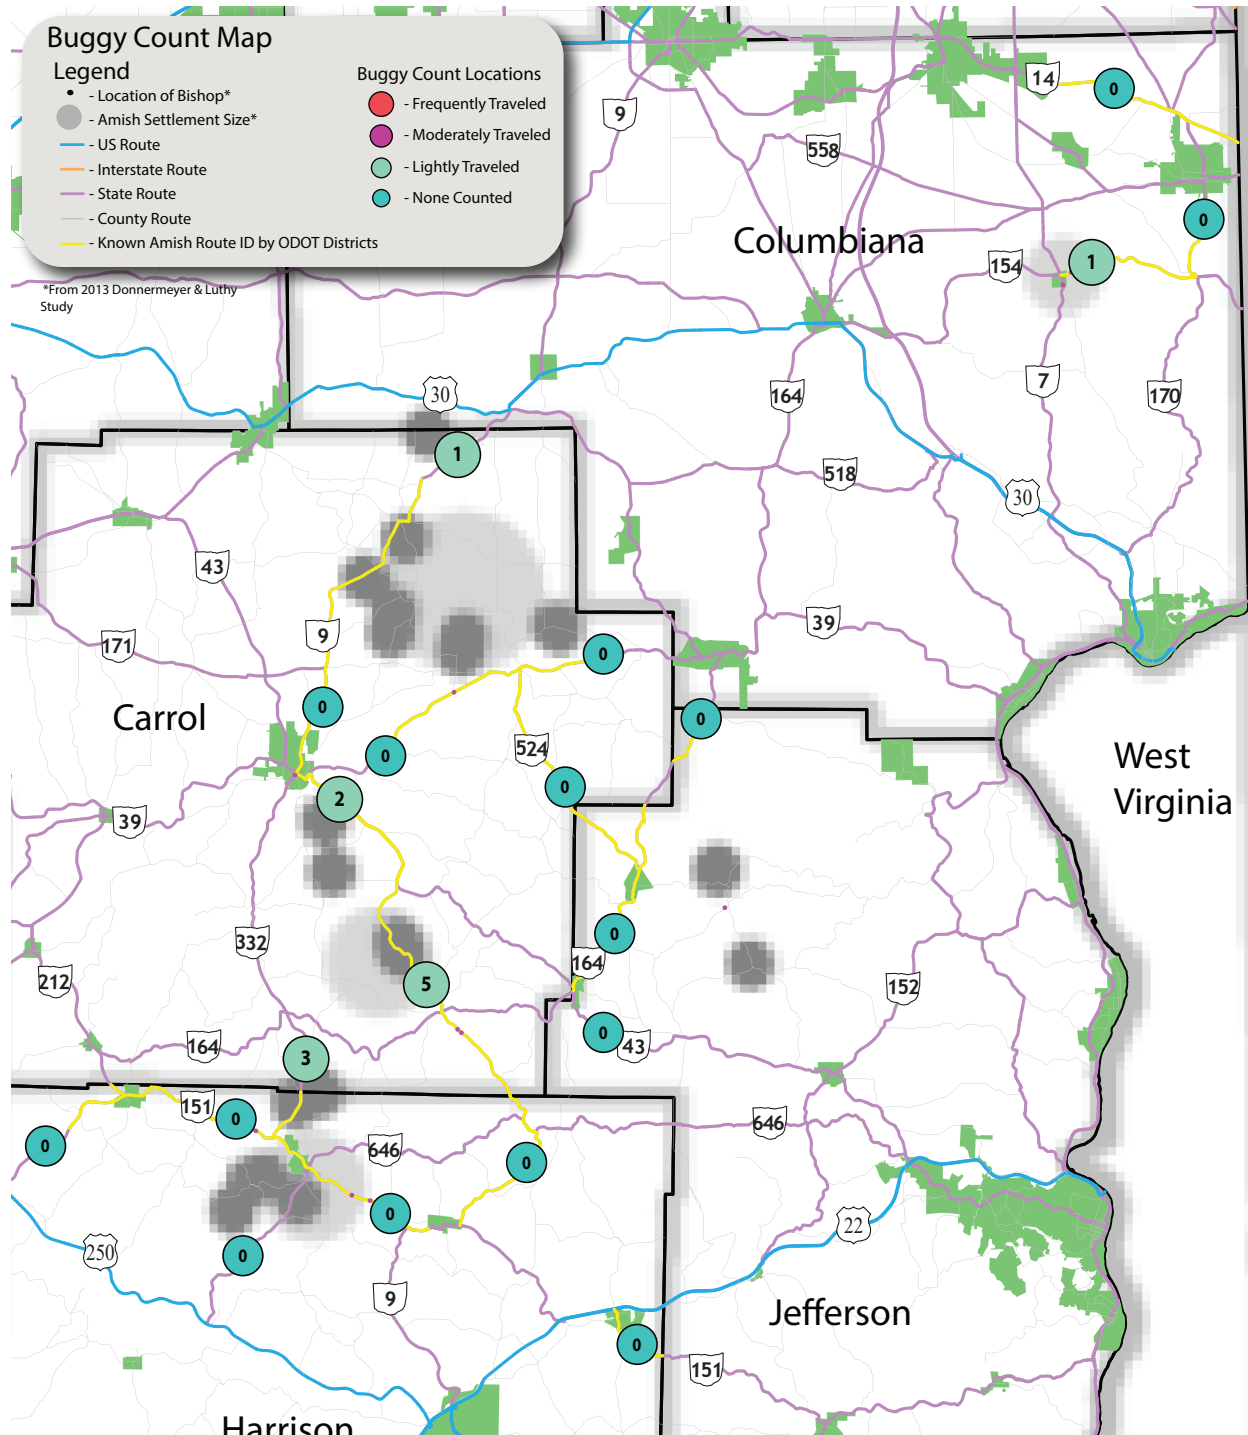 Buggy Count Map
Legend
- Location of Bishop*
- Amish Settlement Size*
- US Route
- Interstate Route
- State Route
- County Route
- Known Amish Route ID by ODOT Districts
Buggy Count Locations
- Frequently Traveled
- Moderately Traveled
- Lightly Traveled
- None Counted
*From 2013 Donnermeyer & Luthy
Study
14
0
9
558
0
Columbiana
154
1
30
164
7
170
1
518
30
43
9
171
39
0
Carrol
0
0
524
0
0
West
Virginia
2
39
332
0
164
212
5
152
164
3
0
43
151
0
0
646
646
0
0
250
0
22
9
Jefferson
0
151
Harrison